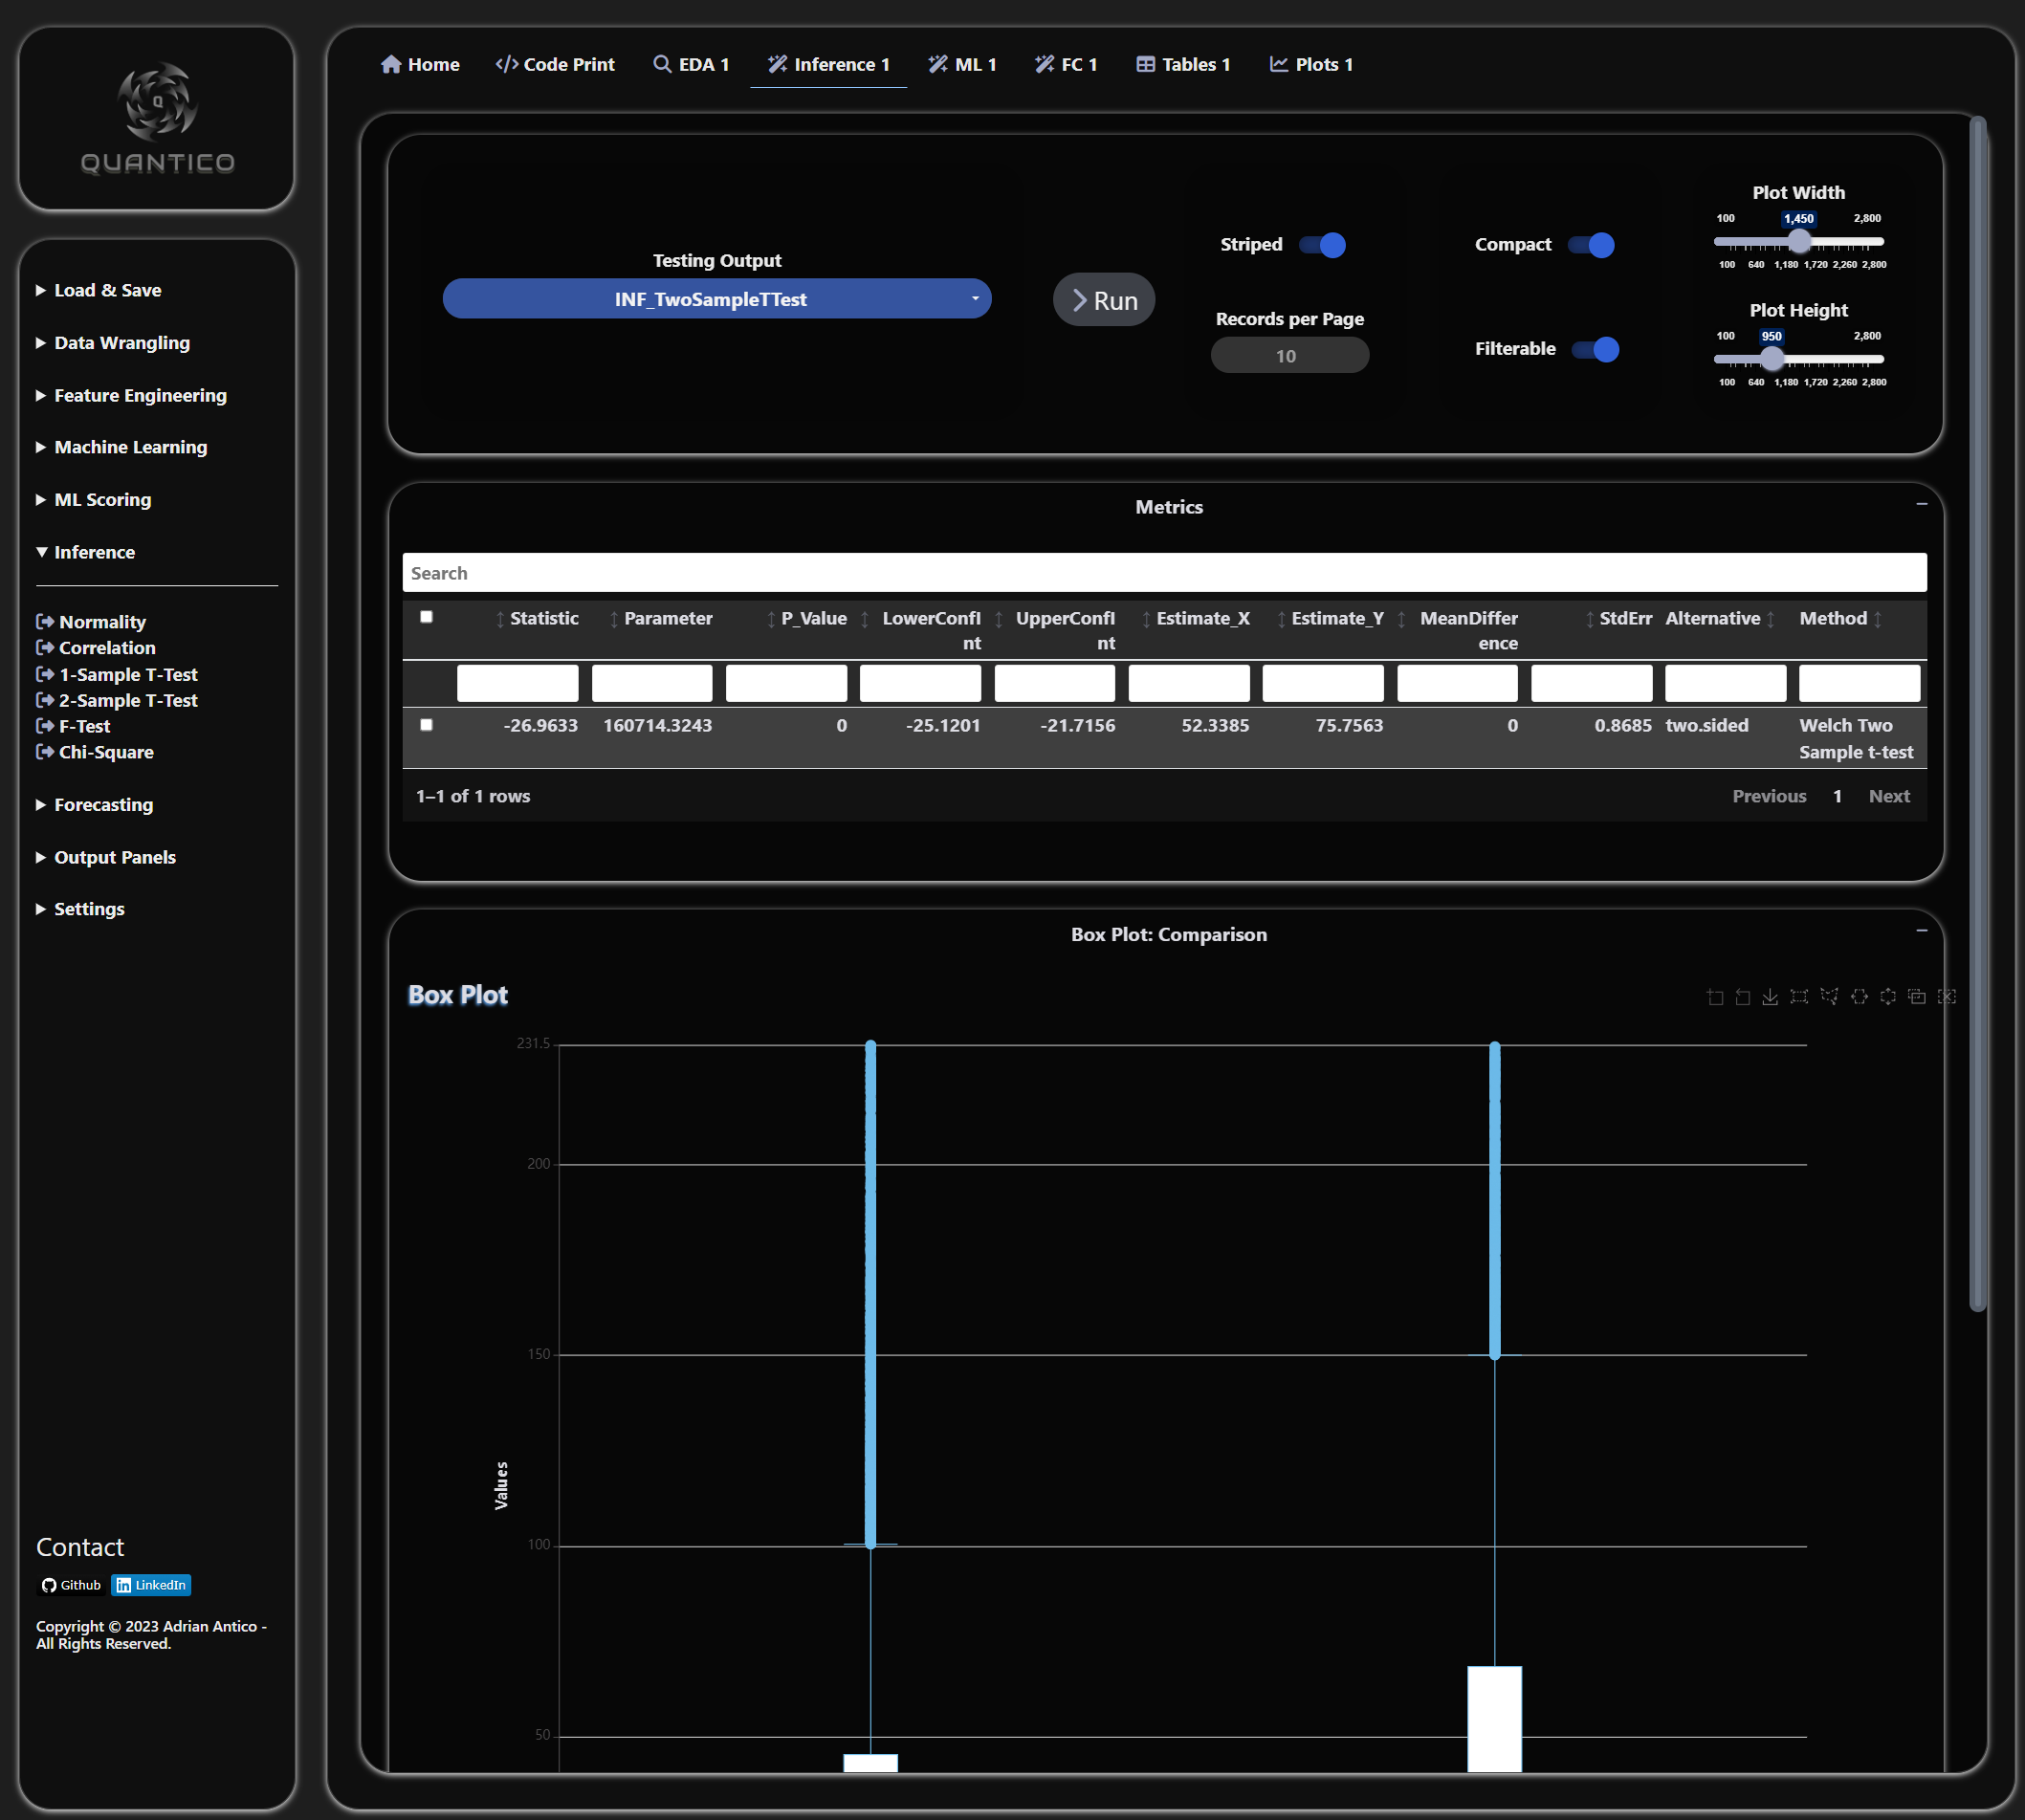 QUANTICO
Load & Save
Data Wrangling
Feature Engineering
Machine Learning
ML Scoring
Inference
Normality
Correlation
1-Sample T-Test
2-Sample T-Test
F-Test
Chi-Square
Forecasting
Output Panels
Settings
Contact
Github LinkedIn
Copyright © 2023 Adrian Antico -
All Rights Reserved.
Home Code Print EDA 1 Inference 1 ML 1 FC 1 Tables 1 Plots 1
Testing Output
INF_TwoSampleTTest
Run
Striped
Records per Page
10
Compact
Filterable
Plot Width
100 1,450 2,800
100 640 1,180 1,720 2,260 2,800
Plot Height
100 950 2,800
100 640 1,180 1,720 2,260 2,800
Metrics
Search
Statistic Parameter P_Value LowerConfI UpperConfI Estimate_X Estimate_Y MeanDiffer StdErr Alternative Method
nt nt ence
-26.9633 160714.3243 0 -25.1201 -21.7156 52.3385 75.7563 0 0.8685 two.sided Welch Two
Sample t-test
1–1 of 1 rows Previous 1 Next
Box Plot: Comparison
Box Plot
231.5
200
150
100
50
Values